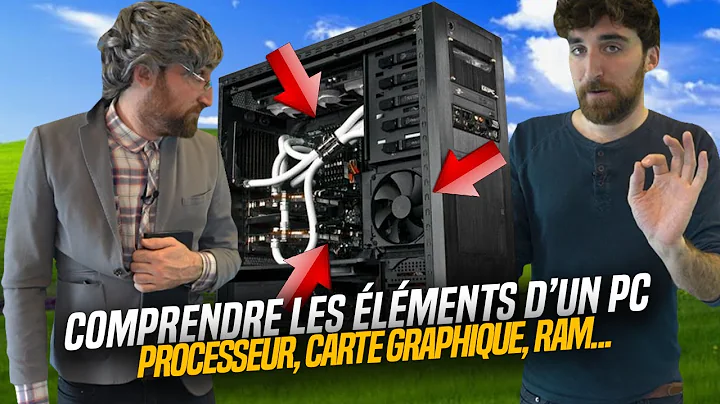 COMPRENDRE LES ÉLÉMENTS D'UN PC
PROCESSEUR, CARTE GRAPHIQUE, RAM...